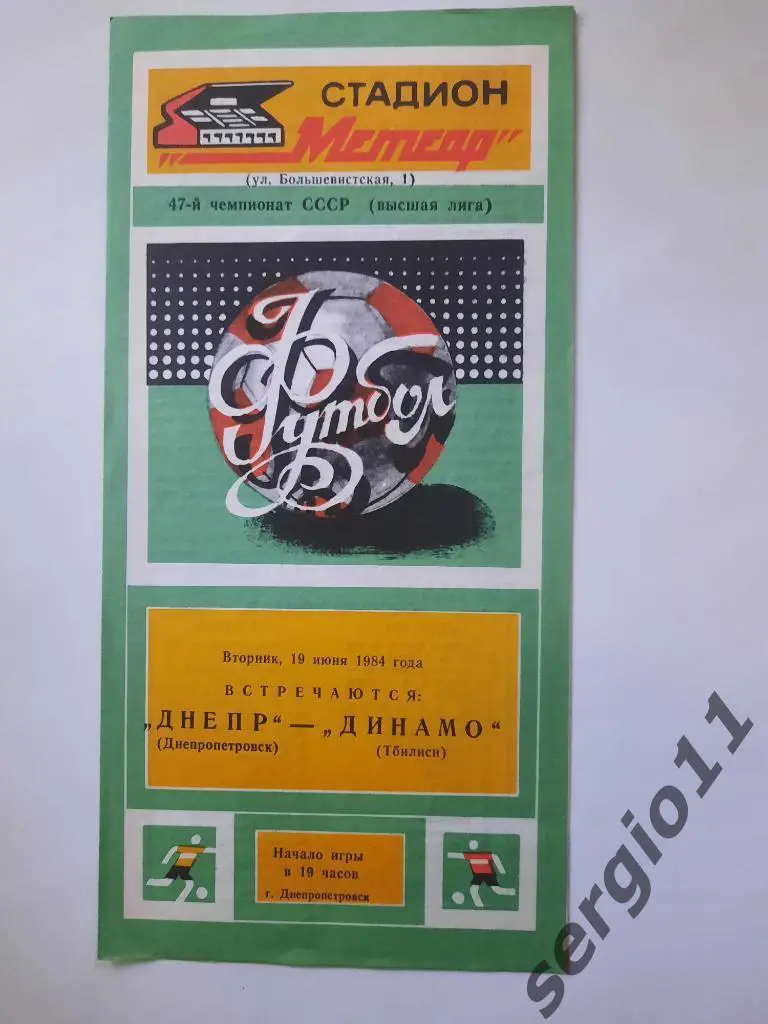 СТАДИОН
"Метеор"
(ул. Большевистская, 1)
47-й чемпионат СССР (высшая лига)
Футбол
Вторник, 19 июня 1984 года
ВСТРЕЧАЮТСЯ:
„ДНЕПР“ — „ДИНАМО“
(Днепропетровск) (Тбилиси)
Начало игры
в 19 часов
г. Днепропетровск
sergio11